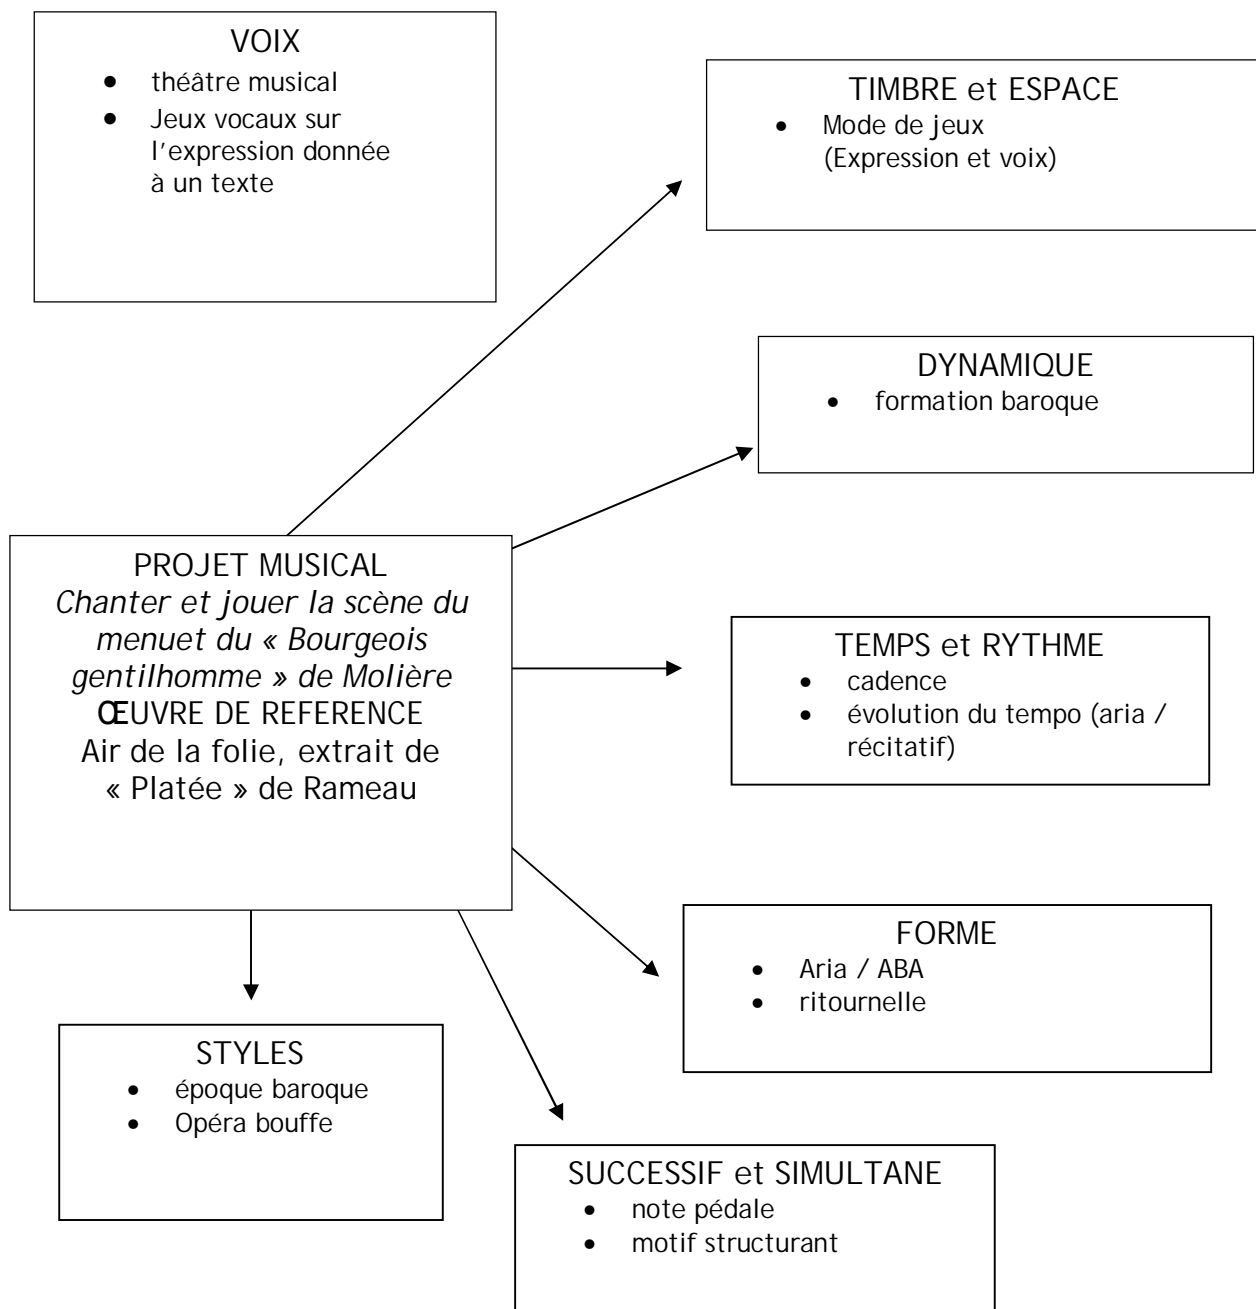 VOIX
• théâtre musical
• Jeux vocaux sur
l'expression donnée
à un texte
TIMBRE et ESPACE
• Mode de jeux
(Expression et voix)
DYNAMIQUE
• formation baroque
PROJET MUSICAL
Chanter et jouer la scène du
menuet du « Bourgeois
gentilhomme » de Molière
ŒUVRE DE REFERENCE
Air de la folie, extrait de
« Platée » de Rameau
TEMPS et RYTHME
• cadence
• évolution du tempo (aria /
récitatif)
FORME
• Aria / ABA
• ritournelle
STYLES
• époque baroque
• Opéra bouffe
SUCCESSIF et SIMULTANE
• note pédale
• motif structurant